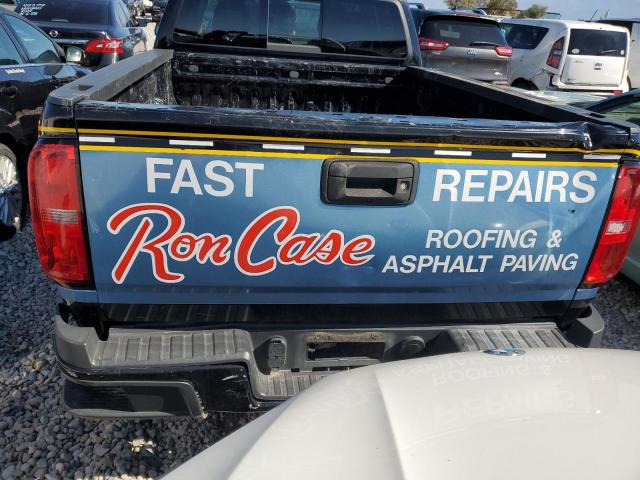 FAST REPAIRS
Ron Case
ROOFING &
ASPHALT PAVING